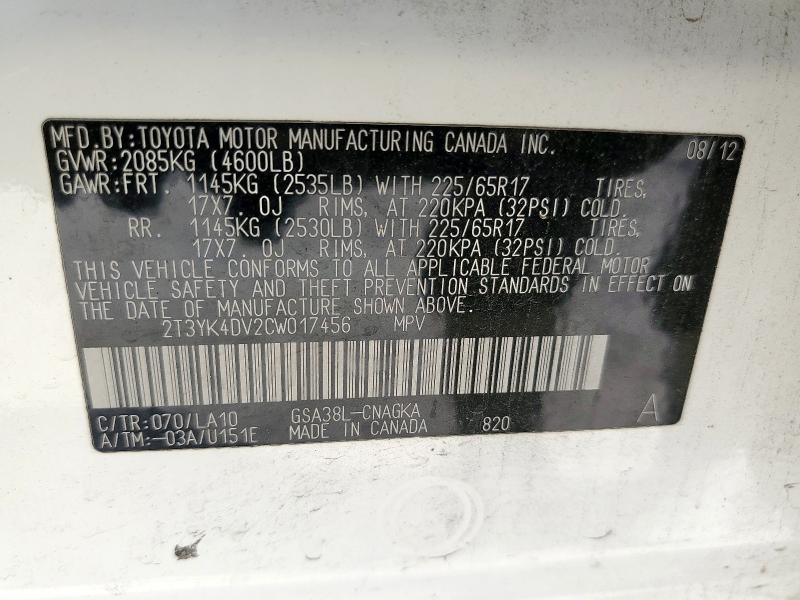 MFD.BY:TOYOTA MOTOR MANUFACTURING CANADA INC. 08/12
GVWR:2085KG (4600LB)
GAWR:FRT. 1145KG (2535LB) WITH 225/65R17 TIRES,
17X7. 0J RIMS, AT 220KPA (32PSI) COLD.
RR. 1145KG (2530LB) WITH 225/65R17 TIRES,
17X7. 0J RIMS, AT 220KPA (32PSI) COLD.
THIS VEHICLE CONFORMS TO ALL APPLICABLE FEDERAL MOTOR
VEHICLE SAFETY AND THEFT PREVENTION STANDARDS IN EFFECT ON
THE DATE OF MANUFACTURE SHOWN ABOVE.
2T3YK4DV2CW017456 MPV
C/TR:070/LA10 GSA38L-CNAGKA A
A/TM:-03A/U151E MADE IN CANADA 820